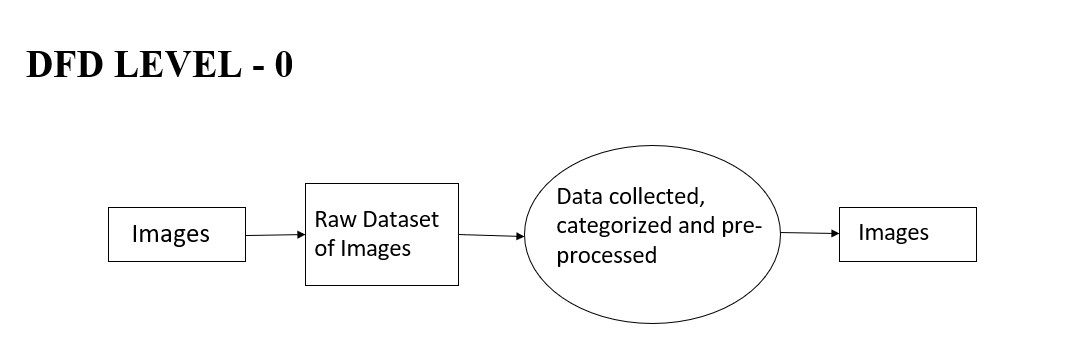 DFD LEVEL - 0
Images
Raw Dataset
of Images
Data collected,
categorized and pre-
processed
Images